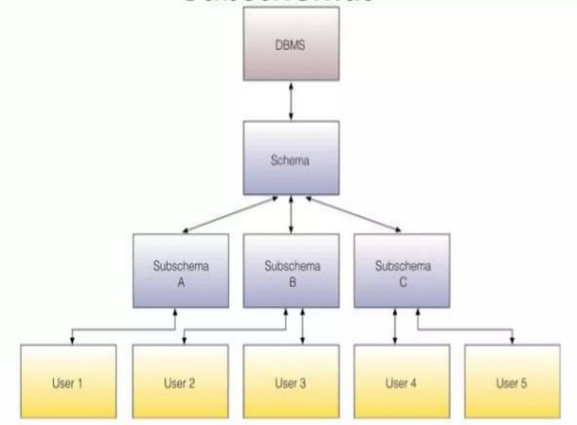 DBMS
Schema
Subschema
A
Subschema
B
Subschema
C
User 1
User 2
User 3
User 4
User 5